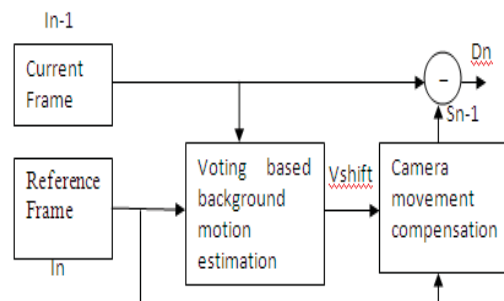 In-1
Current
Frame
−
Dn
Sn-1
Reference
Frame
In
Voting based
background
motion
estimation
Vshift
Camera
movement
compensation